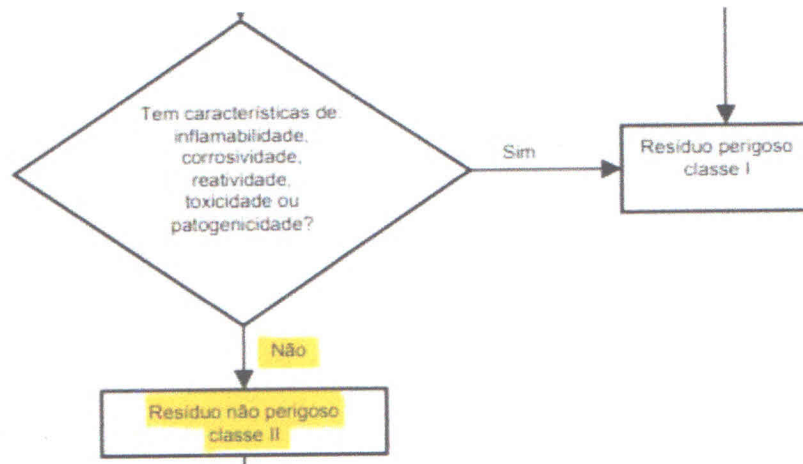 Tem características de:
inflamabilidade,
corrosividade,
reatividade,
toxicidade ou
patogenicidade?
Sim
Resíduo perigoso
classe I
Não
Resíduo não perigoso
classe II